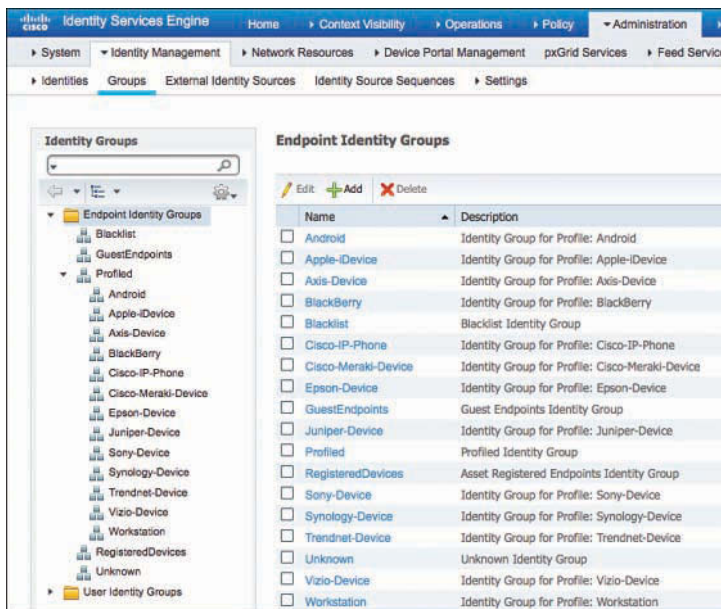 cisco Identity Services Engine Home Context Visibility Operations Policy Administration
System Identity Management Network Resources Device Portal Management pxGrid Services Feed Servic
Identities Groups External Identity Sources Identity Source Sequences Settings
Identity Groups
Endpoint Identity Groups
Blacklist
GuestEndpoints
Profiled
Android
Apple-iDevice
Axis-Device
BlackBerry
Cisco-IP-Phone
Cisco-Meraki-Device
Epson-Device
Juniper-Device
Sony-Device
Synology-Device
Trendnet-Device
Vizio-Device
Workstation
RegisteredDevices
Unknown
User Identity Groups
Endpoint Identity Groups
Edit Add Delete
Name Description
Android Identity Group for Profile: Android
Apple-iDevice Identity Group for Profile: Apple-iDevice
Axis-Device Identity Group for Profile: Axis-Device
BlackBerry Identity Group for Profile: BlackBerry
Blacklist Blacklist Identity Group
Cisco-IP-Phone Identity Group for Profile: Cisco-IP-Phone
Cisco-Meraki-Device Identity Group for Profile: Cisco-Meraki-Device
Epson-Device Identity Group for Profile: Epson-Device
GuestEndpoints Guest Endpoints Identity Group
Juniper-Device Identity Group for Profile: Juniper-Device
Profiled Profiled Identity Group
RegisteredDevices Asset Registered Endpoints Identity Group
Sony-Device Identity Group for Profile: Sony-Device
Synology-Device Identity Group for Profile: Synology-Device
Trendnet-Device Identity Group for Profile: Trendnet-Device
Unknown Unknown Identity Group
Vizio-Device Identity Group for Profile: Vizio-Device
Workstation Identity Group for Profile: Workstation